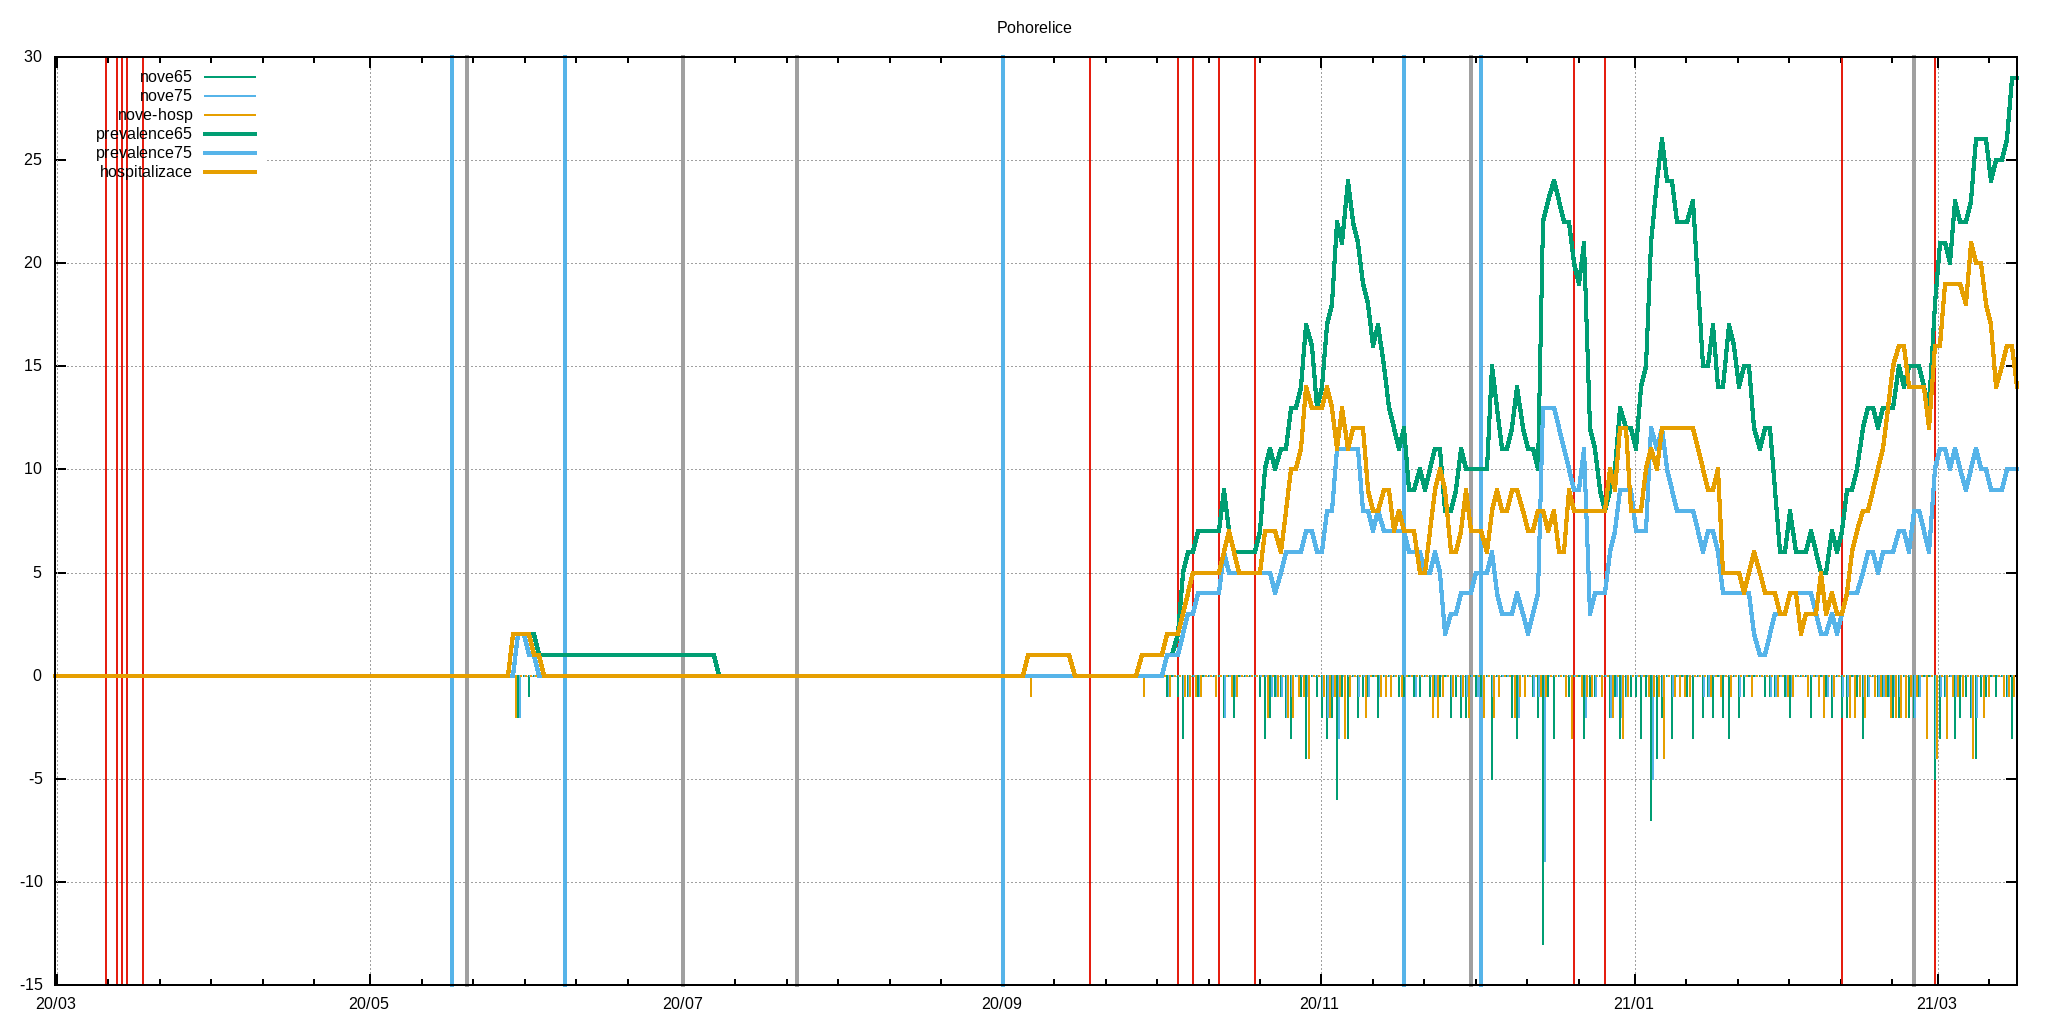 Pohorelice
30
25
20
15
10
5
0
-5
-10
-15
nove65
nove75
nove-hosp
prevalence65
prevalence75
hospitalizace
20/03 20/05 20/07 20/09 20/11 21/01 21/03